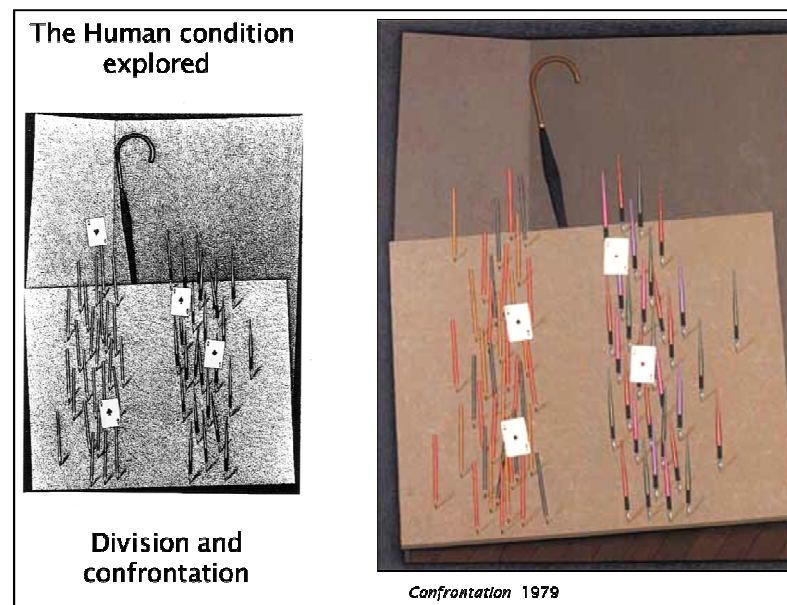 The Human condition
explored
Division and
confrontation
Confrontation 1979